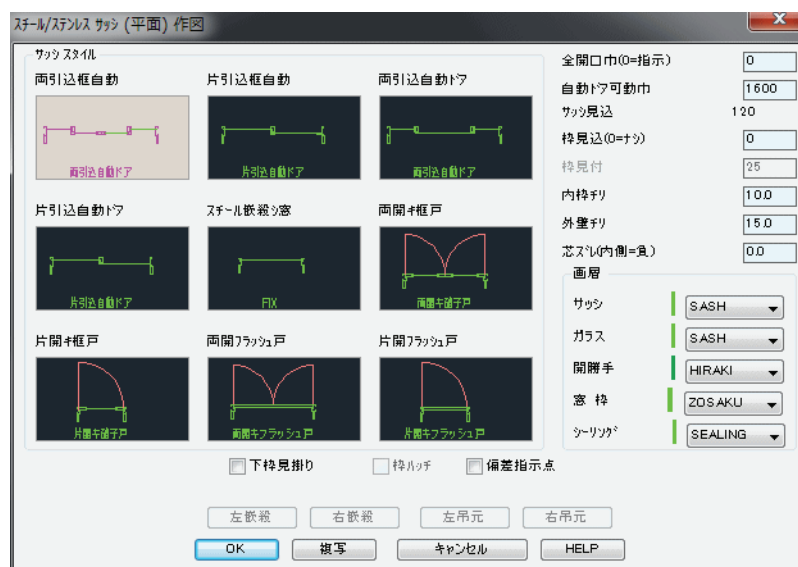 ｽﾁｰﾙ/ｽﾃﾝﾚｽ ｻｯｼ (平面) 作図
ｻｯｼ ｽﾀｲﾙ
両引込框自動
片引込框自動
両引込自動ﾄﾞｱ
両引込自動ﾄﾞｱ
片引込自動ﾄﾞｱ
両引込自動ﾄﾞｱ
片引込自動ﾄﾞｱ
ｽﾁｰﾙ嵌殺ｼ窓
両開ｷ框戸
片引込自動ﾄﾞｱ
FIX
両開ｷ硝子戸
片開ｷ框戸
両開ﾌﾗｯｼｭ戸
片開ﾌﾗｯｼｭ戸
片開ｷ硝子戸
両開キフラッシュ戸
片開キフラッシュ戸
全開口巾(0=指示) 0
自動ﾄﾞｱ可動巾 1600
ｻｯｼ見込 120
枠見込(0=ﾅｼ) 0
枠見付 25
内枠ﾁﾘ 10.0
外壁ﾁﾘ 15.0
芯ｽﾞﾚ(内側=負) 0.0
画層
サッシ SASH
ガラス SASH
開勝手 HIRAKI
窓 枠 ZOSAKU
ｼｰﾘﾝｸﾞ SEALING
下枠見掛り 枠ﾊｯﾁ 偏差指示点
左嵌殺 右嵌殺 左吊元 右吊元
OK 複写 ｷｬﾝｾﾙ HELP